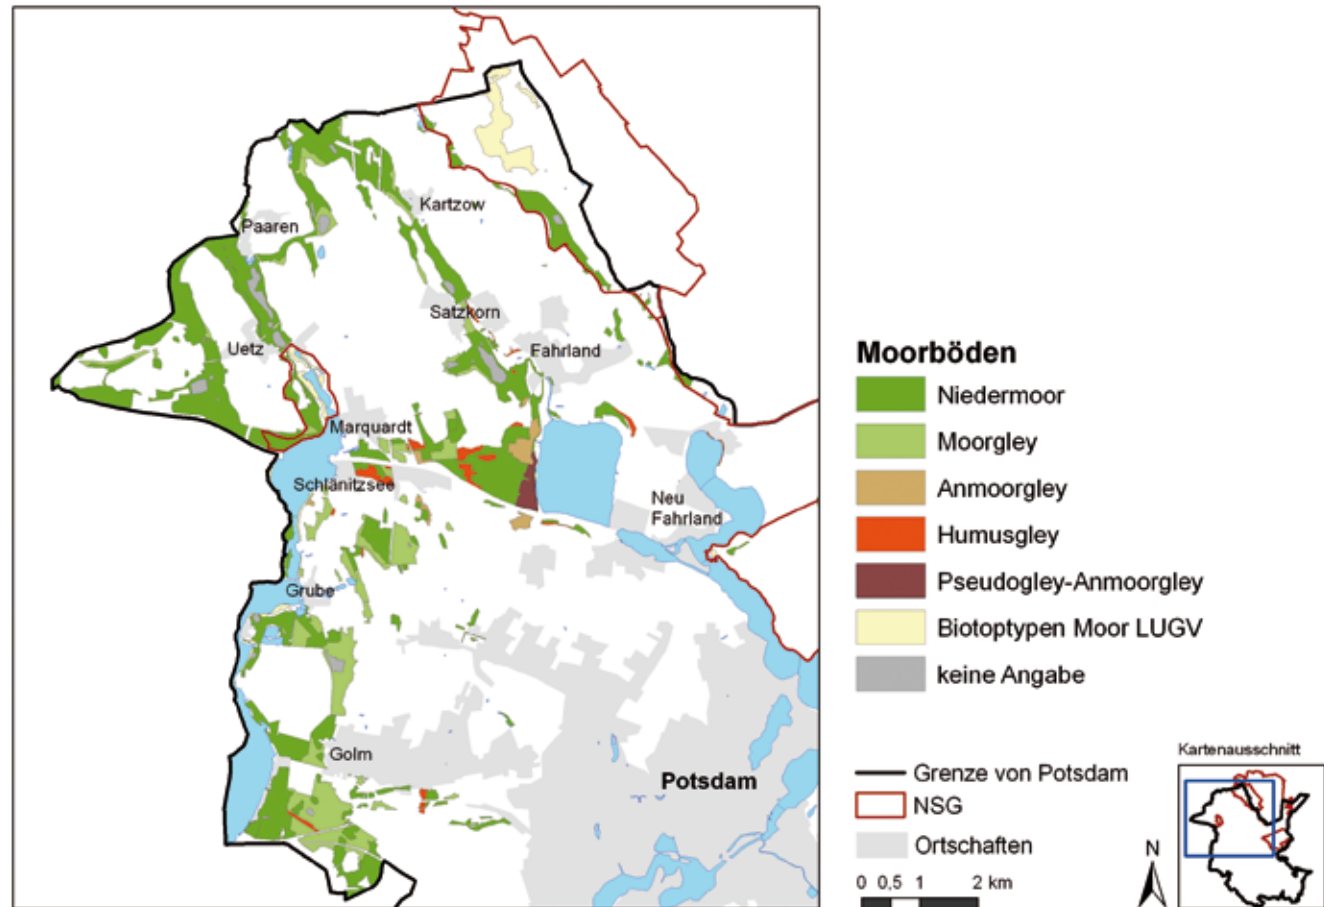 Kartzow
Paaren
Satzkorn
Uetz
Fahrland
Marquardt
Schlänitzsee
Neu
Fahrland
Grube
Golm
Potsdam
Moorböden
Niedermoor
Moorgley
Anmoorgley
Humusgley
Pseudogley-Anmoorgley
Biotoptypen Moor LUGV
keine Angabe
Kartenausschnitt
Grenze von Potsdam
NSG
Ortschaften
N
0 0,5 1 2 km